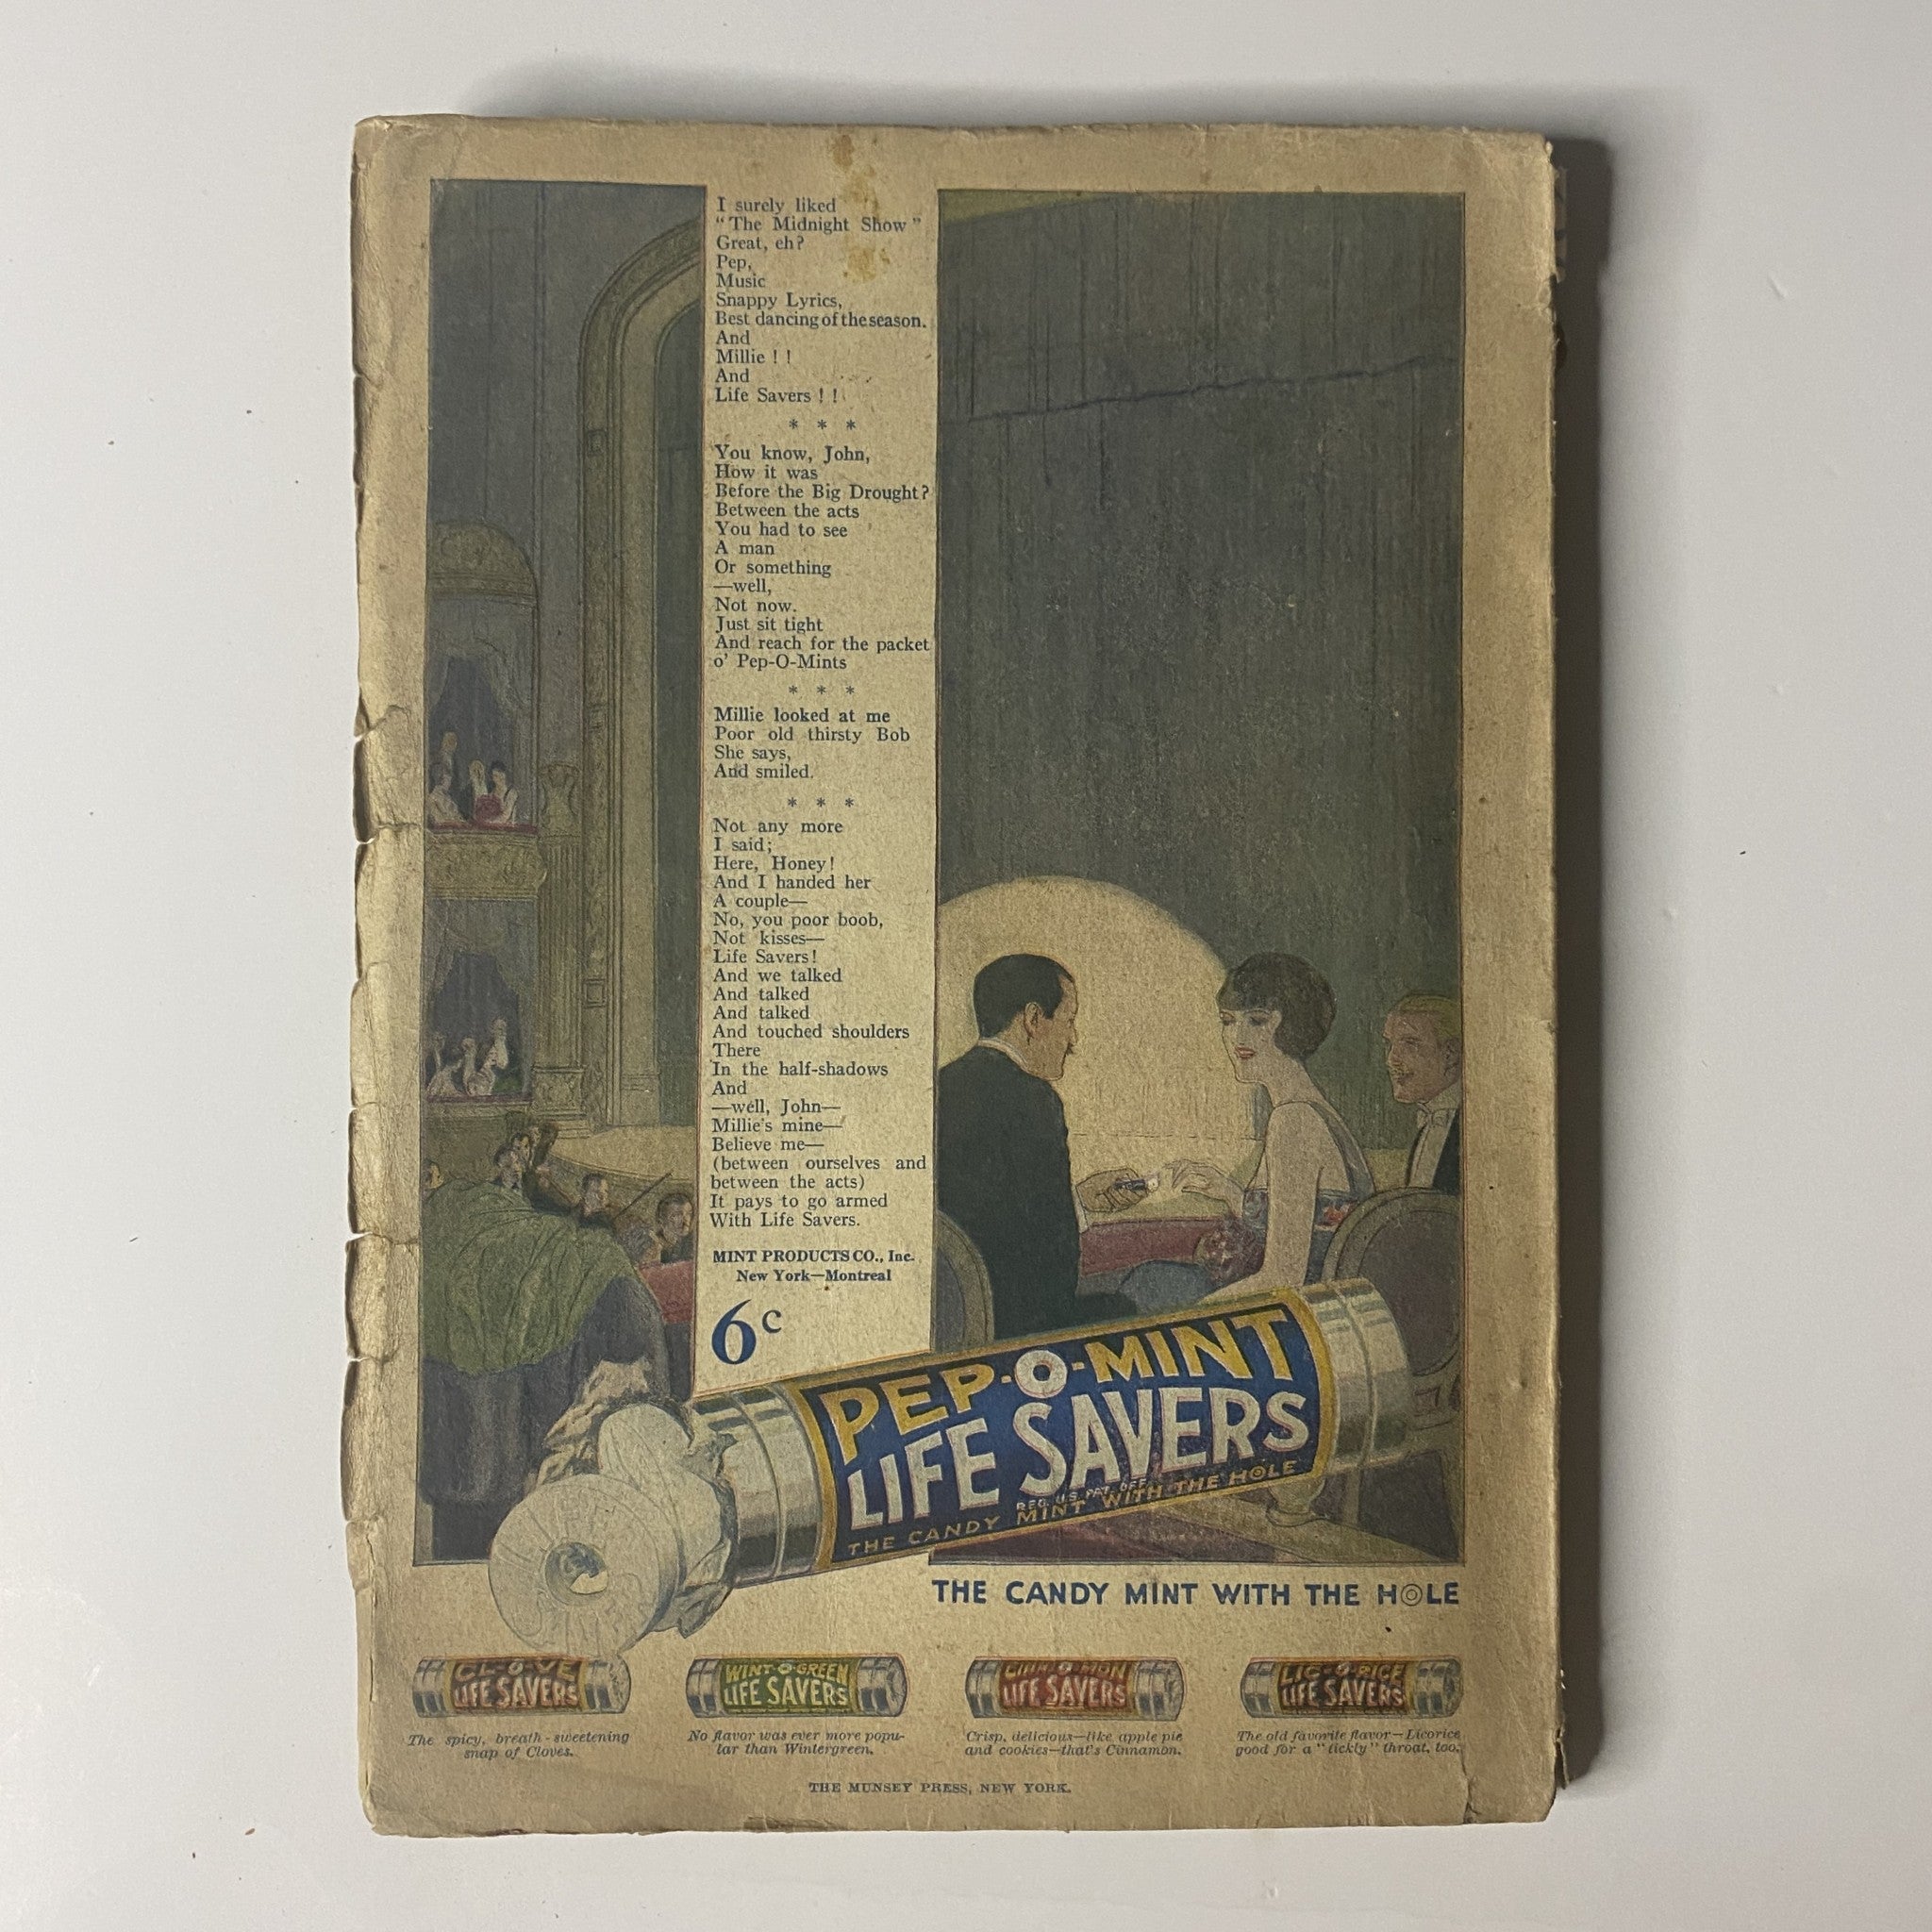 I surely liked
“The Midnight Show”
Great, eh?
Pep,
Music
Snappy Lyrics,
Best dancing of the season.
And
Millie ! !
And
Life Savers ! !
* * *
You know, John,
How it was
Before the Big Drought?
Between the acts
You had to see
A man
Or something
—well,
Not now.
Just sit tight
And reach for the packet
o' Pep-O-Mints
* * *
Millie looked at me
Poor old thirsty Bob
She says,
And smiled.
* * *
Not any more
I said;
Here, Honey!
And I handed her
A couple—
No, you poor boob,
Not kisses—
Life Savers!
And we talked
And talked
And talked
And touched shoulders
There
In the half-shadows
And
—well, John—
Millie's mine—
Believe me—
(between ourselves and
between the acts)
It pays to go armed
With Life Savers.
MINT PRODUCTS CO., Inc.
New York—Montreal
6c
PEP-O-MINT
LIFE SAVERS
REG. U.S. PAT. OFF.
THE CANDY MINT WITH THE HOLE
THE CANDY MINT WITH THE HOLE
CL-O-VE
LIFE SAVERS
WINT-O-GREEN
LIFE SAVERS
CINN-O-MON
LIFE SAVERS
LIC-O-RICE
LIFE SAVERS
The spicy, breath-sweetening
snap of Cloves.
No flavor was ever more popu-
lar than Wintergreen.
Crisp, delicious—like apple pie
and cookies—that's Cinnamon.
The old favorite flavor—Licorice
good for a “tickly” throat, too.
THE MUNSEY PRESS, NEW YORK.